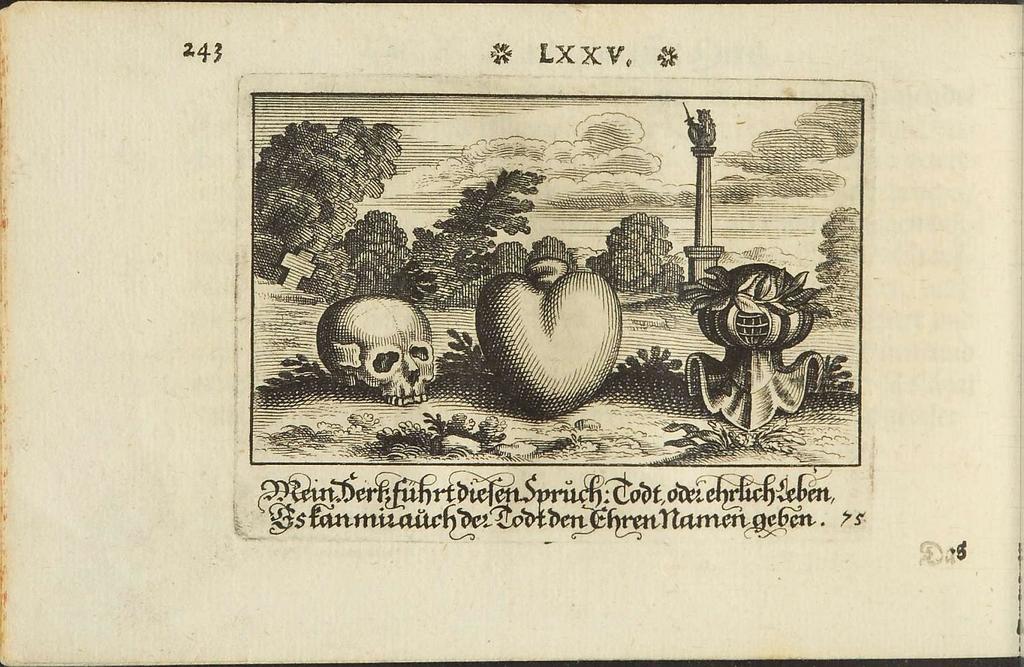 243
❊ LXXV. ❊
Mein Hertz führt diesen Spruch: Todt, oder ehrlich Leben,
Es kan mir auch der Todt den Ehren Namen geben. 75
Das